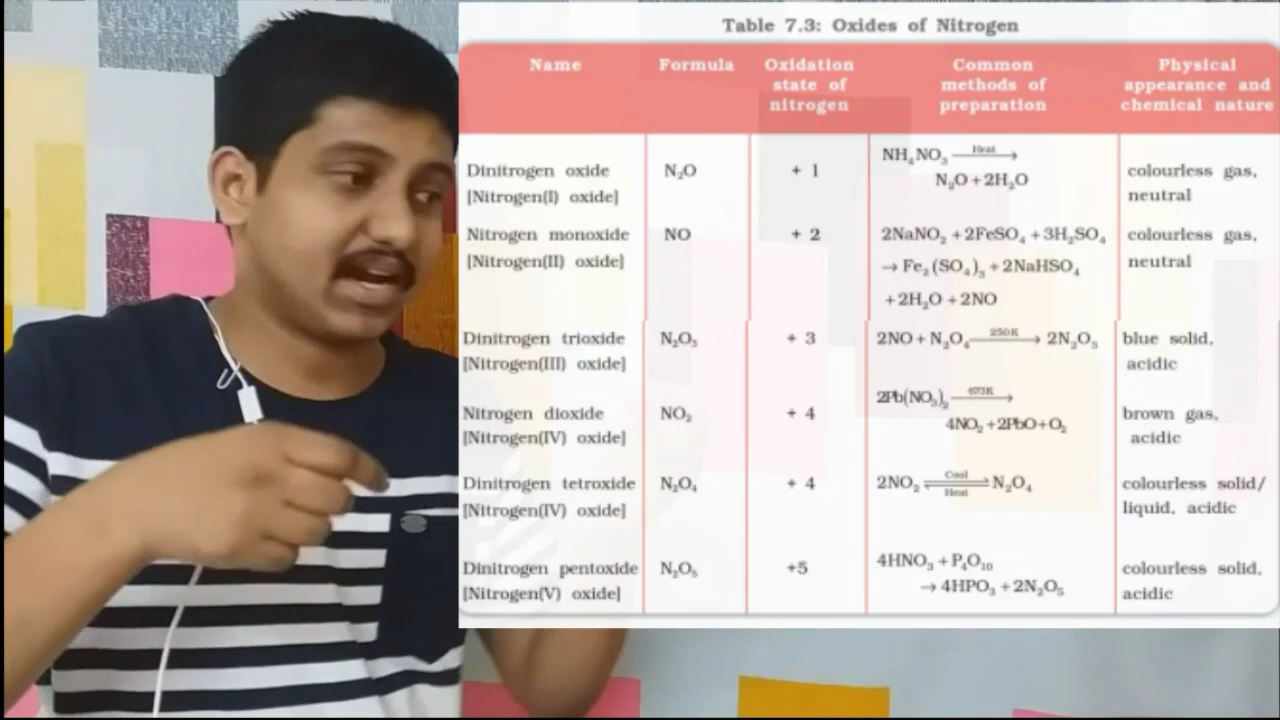 Table 7.3: Oxides of Nitrogen
Name Formula Oxidation state of nitrogen Common methods of preparation Physical appearance and chemical nature
Dinitrogen oxide
[Nitrogen(I) oxide]
N₂O
+ 1
NH₄NO₃ —Heat→
N₂O + 2H₂O
colourless gas,
neutral
Nitrogen monoxide
[Nitrogen(II) oxide]
NO
+ 2
2NaNO₂ + 2FeSO₄ + 3H₂SO₄
→ Fe₂(SO₄)₃ + 2NaHSO₄
+ 2H₂O + 2NO
colourless gas,
neutral
Dinitrogen trioxide
[Nitrogen(III) oxide]
N₂O₃
+ 3
2NO + N₂O₄ —250K→ 2N₂O₃
blue solid,
acidic
Nitrogen dioxide
[Nitrogen(IV) oxide]
NO₂
+ 4
2Pb(NO₃)₂ —673K→
4NO₂ + 2PbO + O₂
brown gas,
acidic
Dinitrogen tetroxide
[Nitrogen(IV) oxide]
N₂O₄
+ 4
2NO₂ ⇌ N₂O₄
Cool
Heat
colourless solid/
liquid, acidic
Dinitrogen pentoxide
[Nitrogen(V) oxide]
N₂O₅
+5
4HNO₃ + P₄O₁₀
→ 4HPO₃ + 2N₂O₅
colourless solid,
acidic